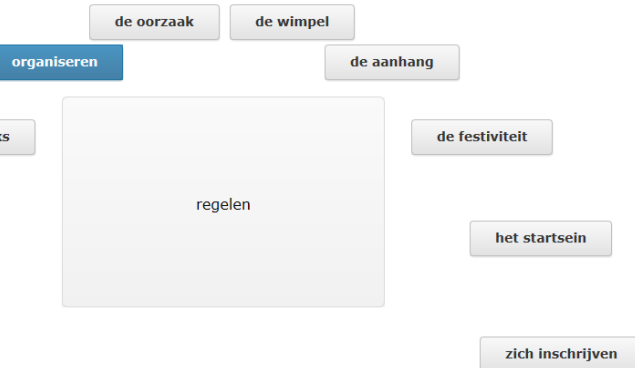 de oorzaak
de wimpel
organiseren
de aanhang
de festiviteit
regelen
het startsein
zich inschrijven